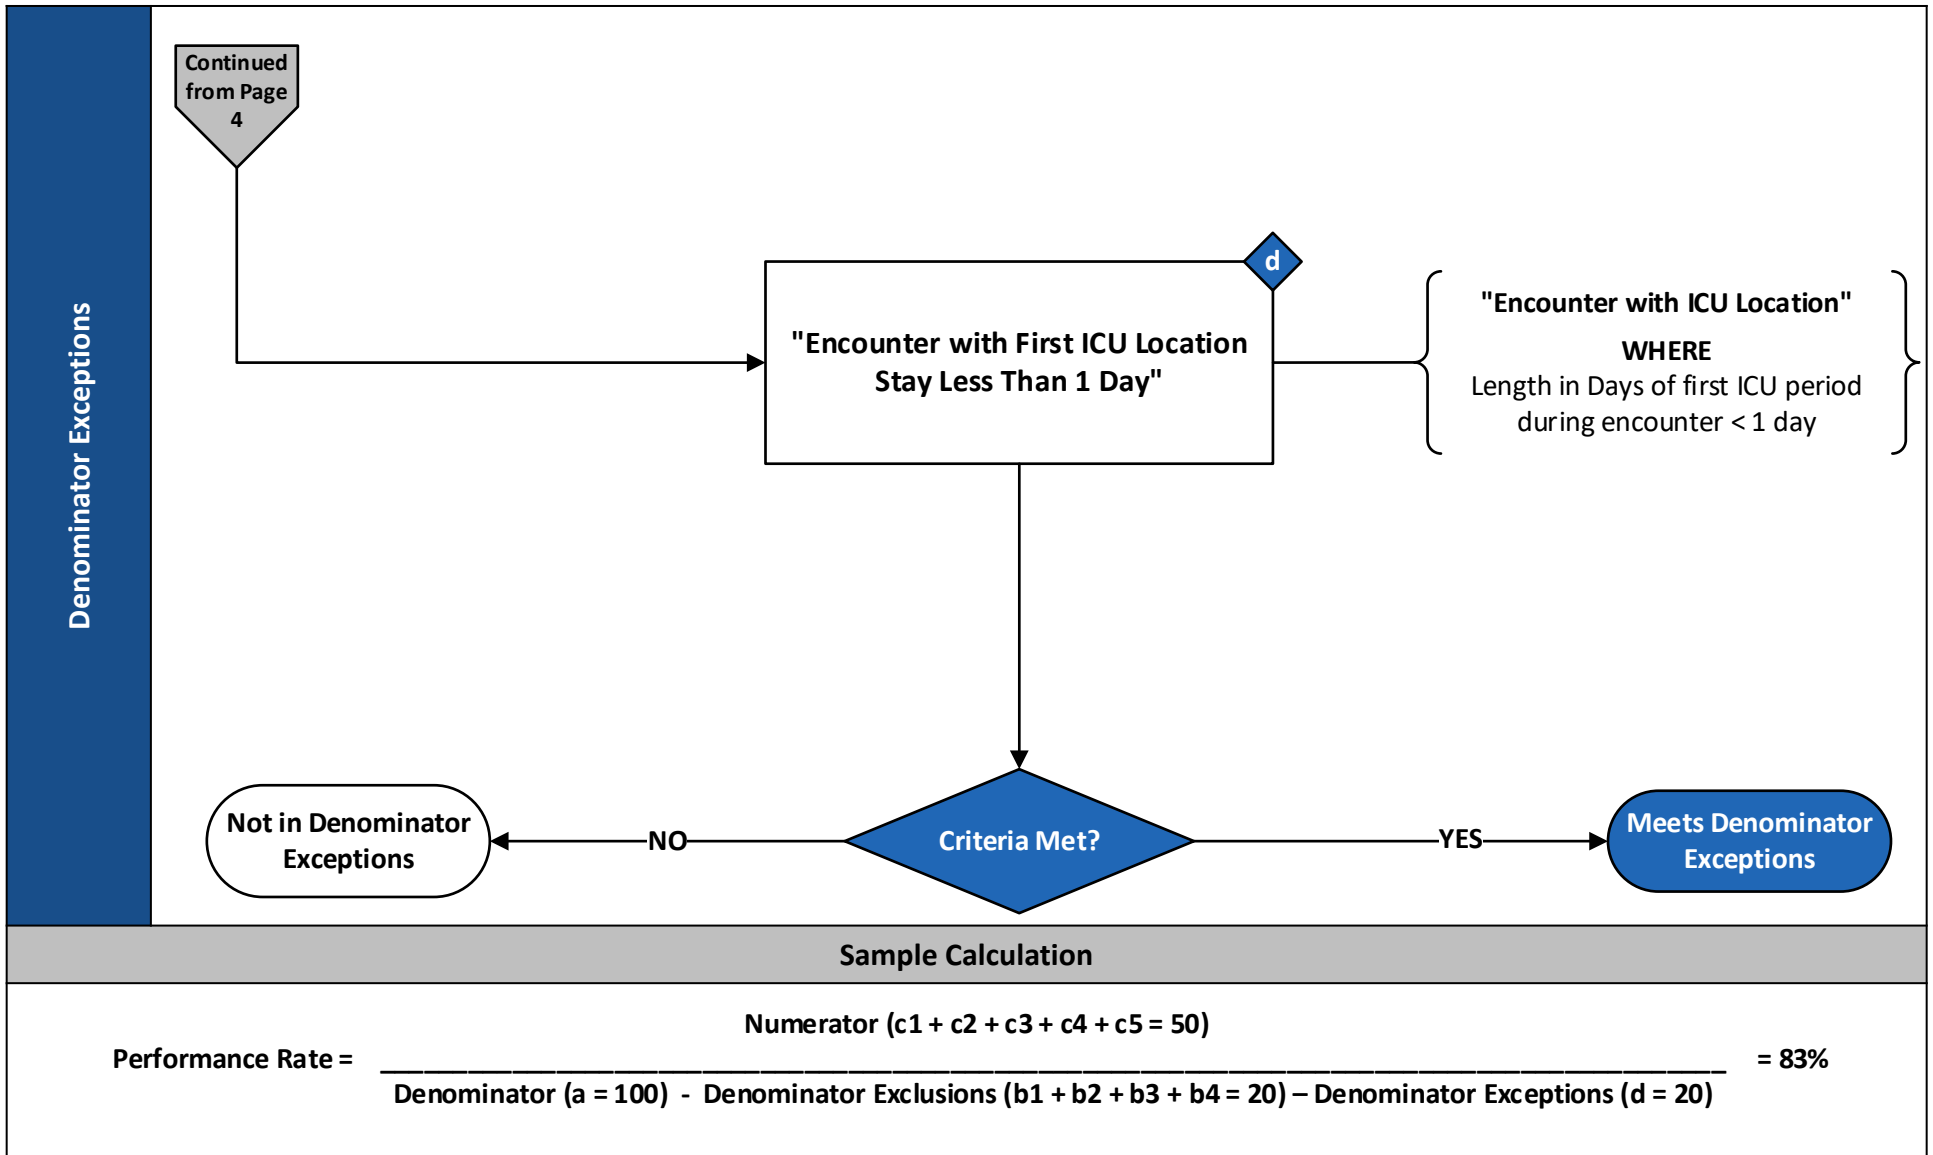 Denominator Exceptions
Continued
from Page
4
d
"Encounter with First ICU Location
Stay Less Than 1 Day"
"Encounter with ICU Location"
WHERE
Length in Days of first ICU period
during encounter < 1 day
Not in Denominator
Exceptions
NO
Criteria Met?
YES
Meets Denominator
Exceptions
Sample Calculation
Numerator (c1 + c2 + c3 + c4 + c5 = 50)
Performance Rate =
= 83%
Denominator (a = 100) - Denominator Exclusions (b1 + b2 + b3 + b4 = 20) – Denominator Exceptions (d = 20)